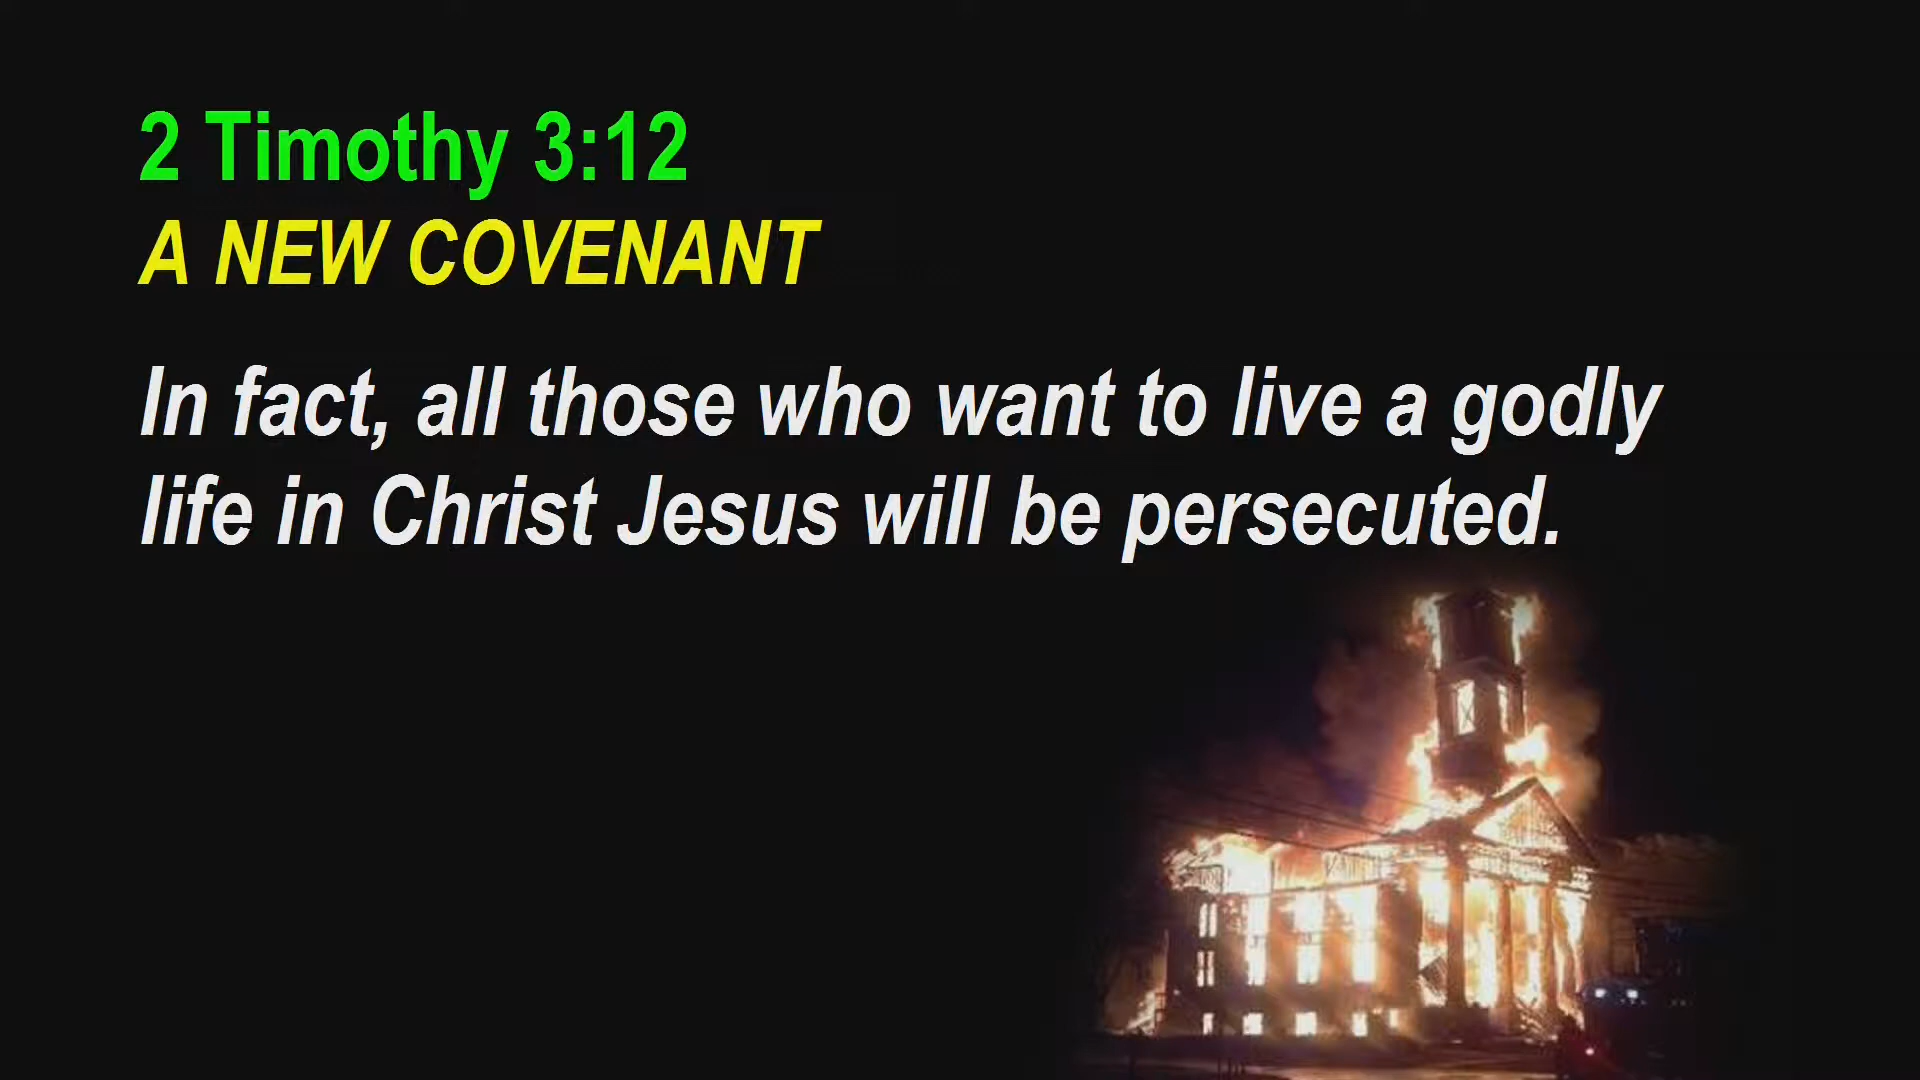 2 Timothy 3:12
A NEW COVENANT
In fact, all those who want to live a godly
life in Christ Jesus will be persecuted.